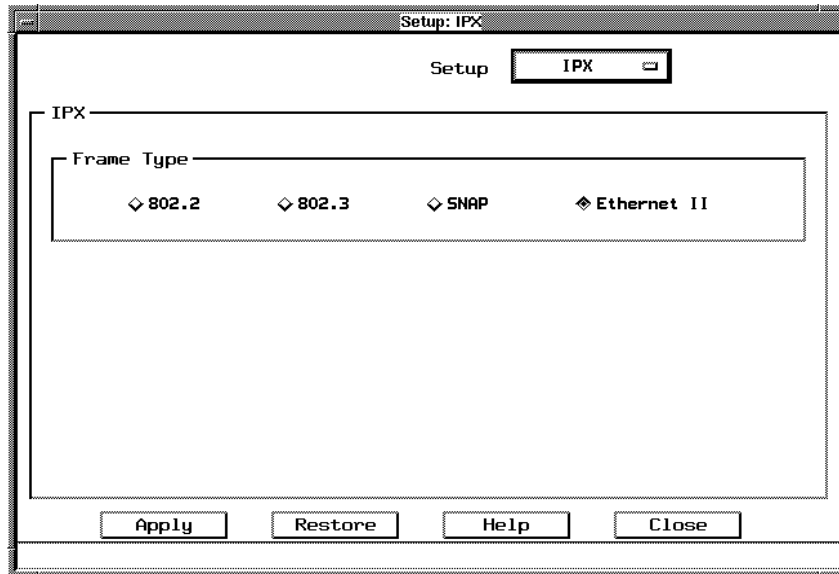 Setup: IPX
Setup IPX
IPX
Frame Type
802.2 802.3 SNAP Ethernet II
Apply Restore Help Close